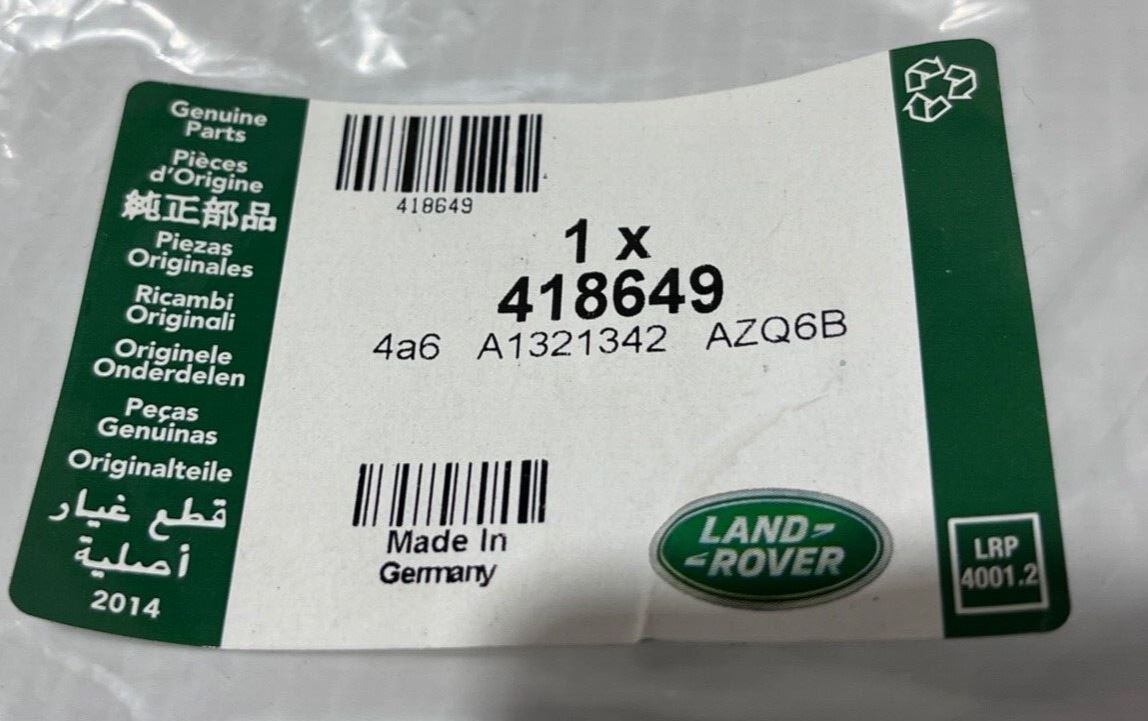 Genuine
Parts
Pièces
d'Origine
純正部品
Piezas
Originales
Ricambi
Originali
Originele
Onderdelen
Peças
Genuinas
Originalteile
قطع غيار
أصلية
2014
418649
1 x
418649
4a6 A1321342 AZQ6B
Made In
Germany
LAND
ROVER
LRP
4001.2